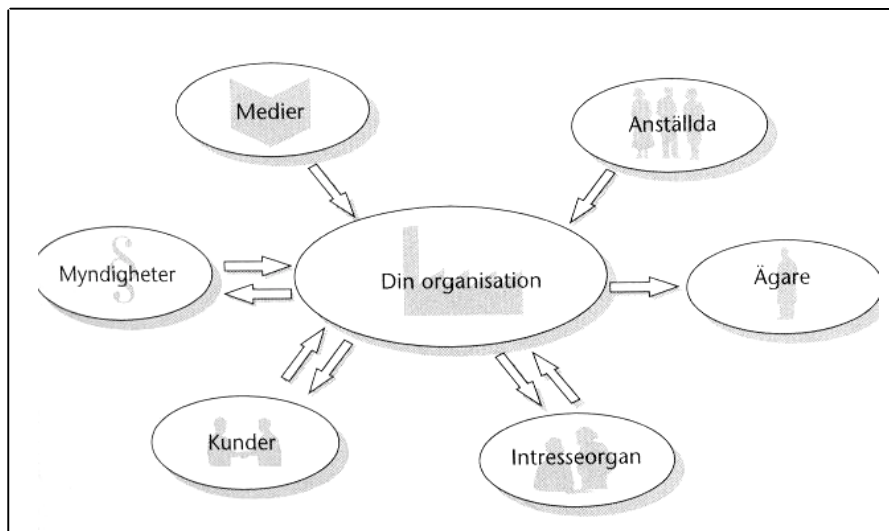 Medier
Anställda
Myndigheter
§
Din organisation
Ägare
Kunder
Intresseorgan